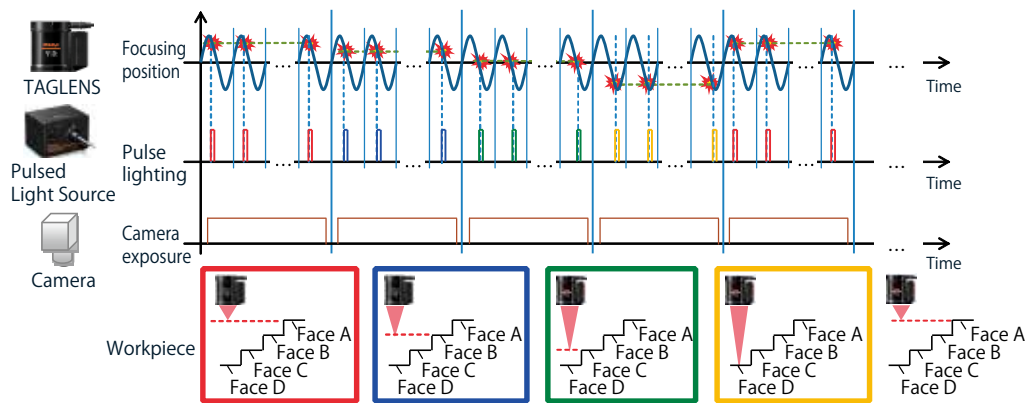 Focusing
position
TAGLENS
... ... ... ... ... ...
Time
Pulsed
Light Source
Pulse
lighting
... ... ... ... ... ...
Time
Camera
Camera
exposure
...
Time
Workpiece
Face A
Face B
Face C
Face D
Face A
Face B
Face C
Face D
Face A
Face B
Face C
Face D
Face A
Face B
Face C
Face D
Face A
Face B
Face C
Face D